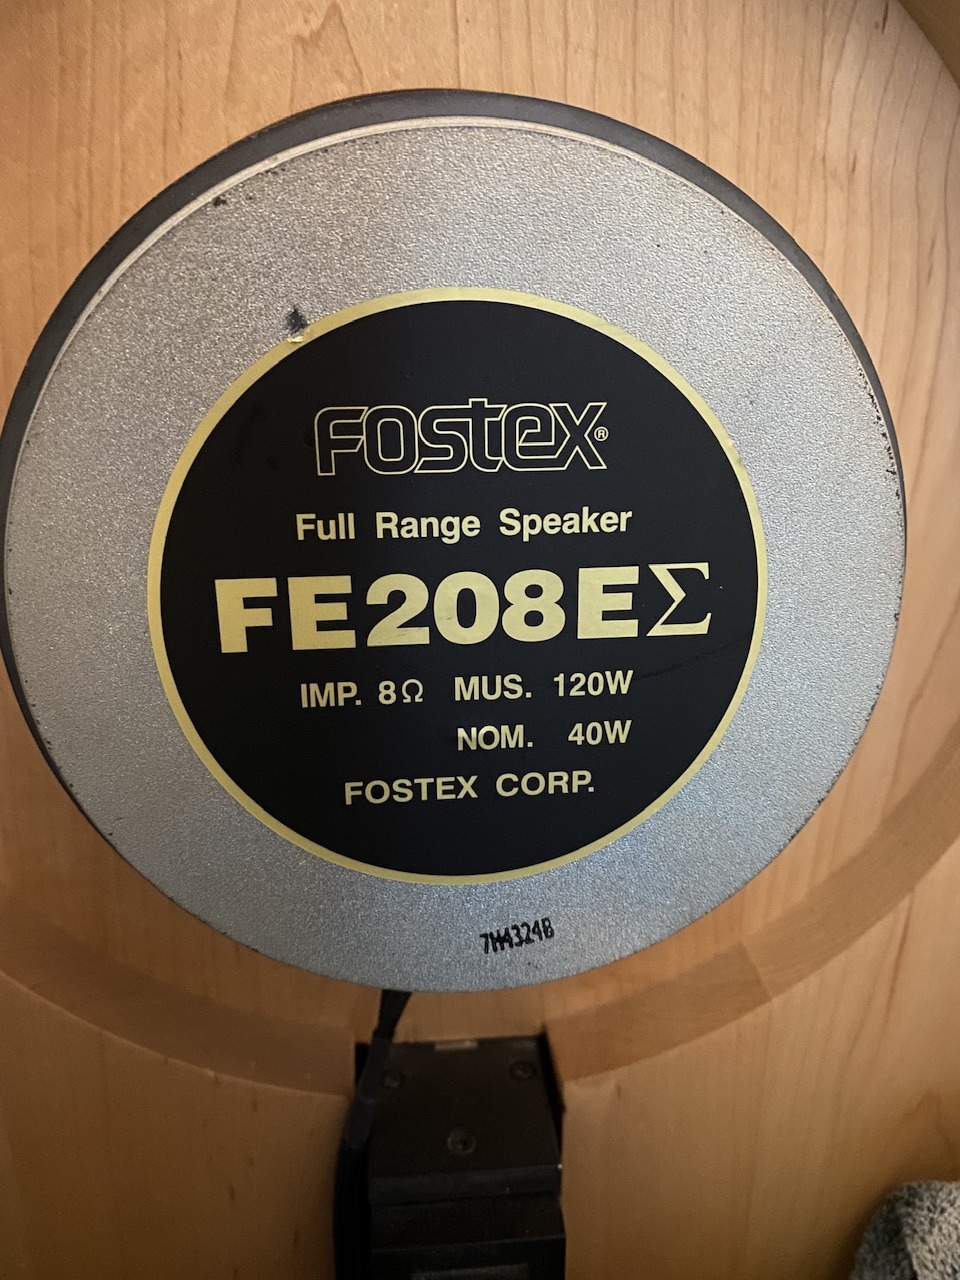 Fostex®
Full Range Speaker
FE208EΣ
IMP. 8Ω MUS. 120W
NOM. 40W
FOSTEX CORP.
7H4324B